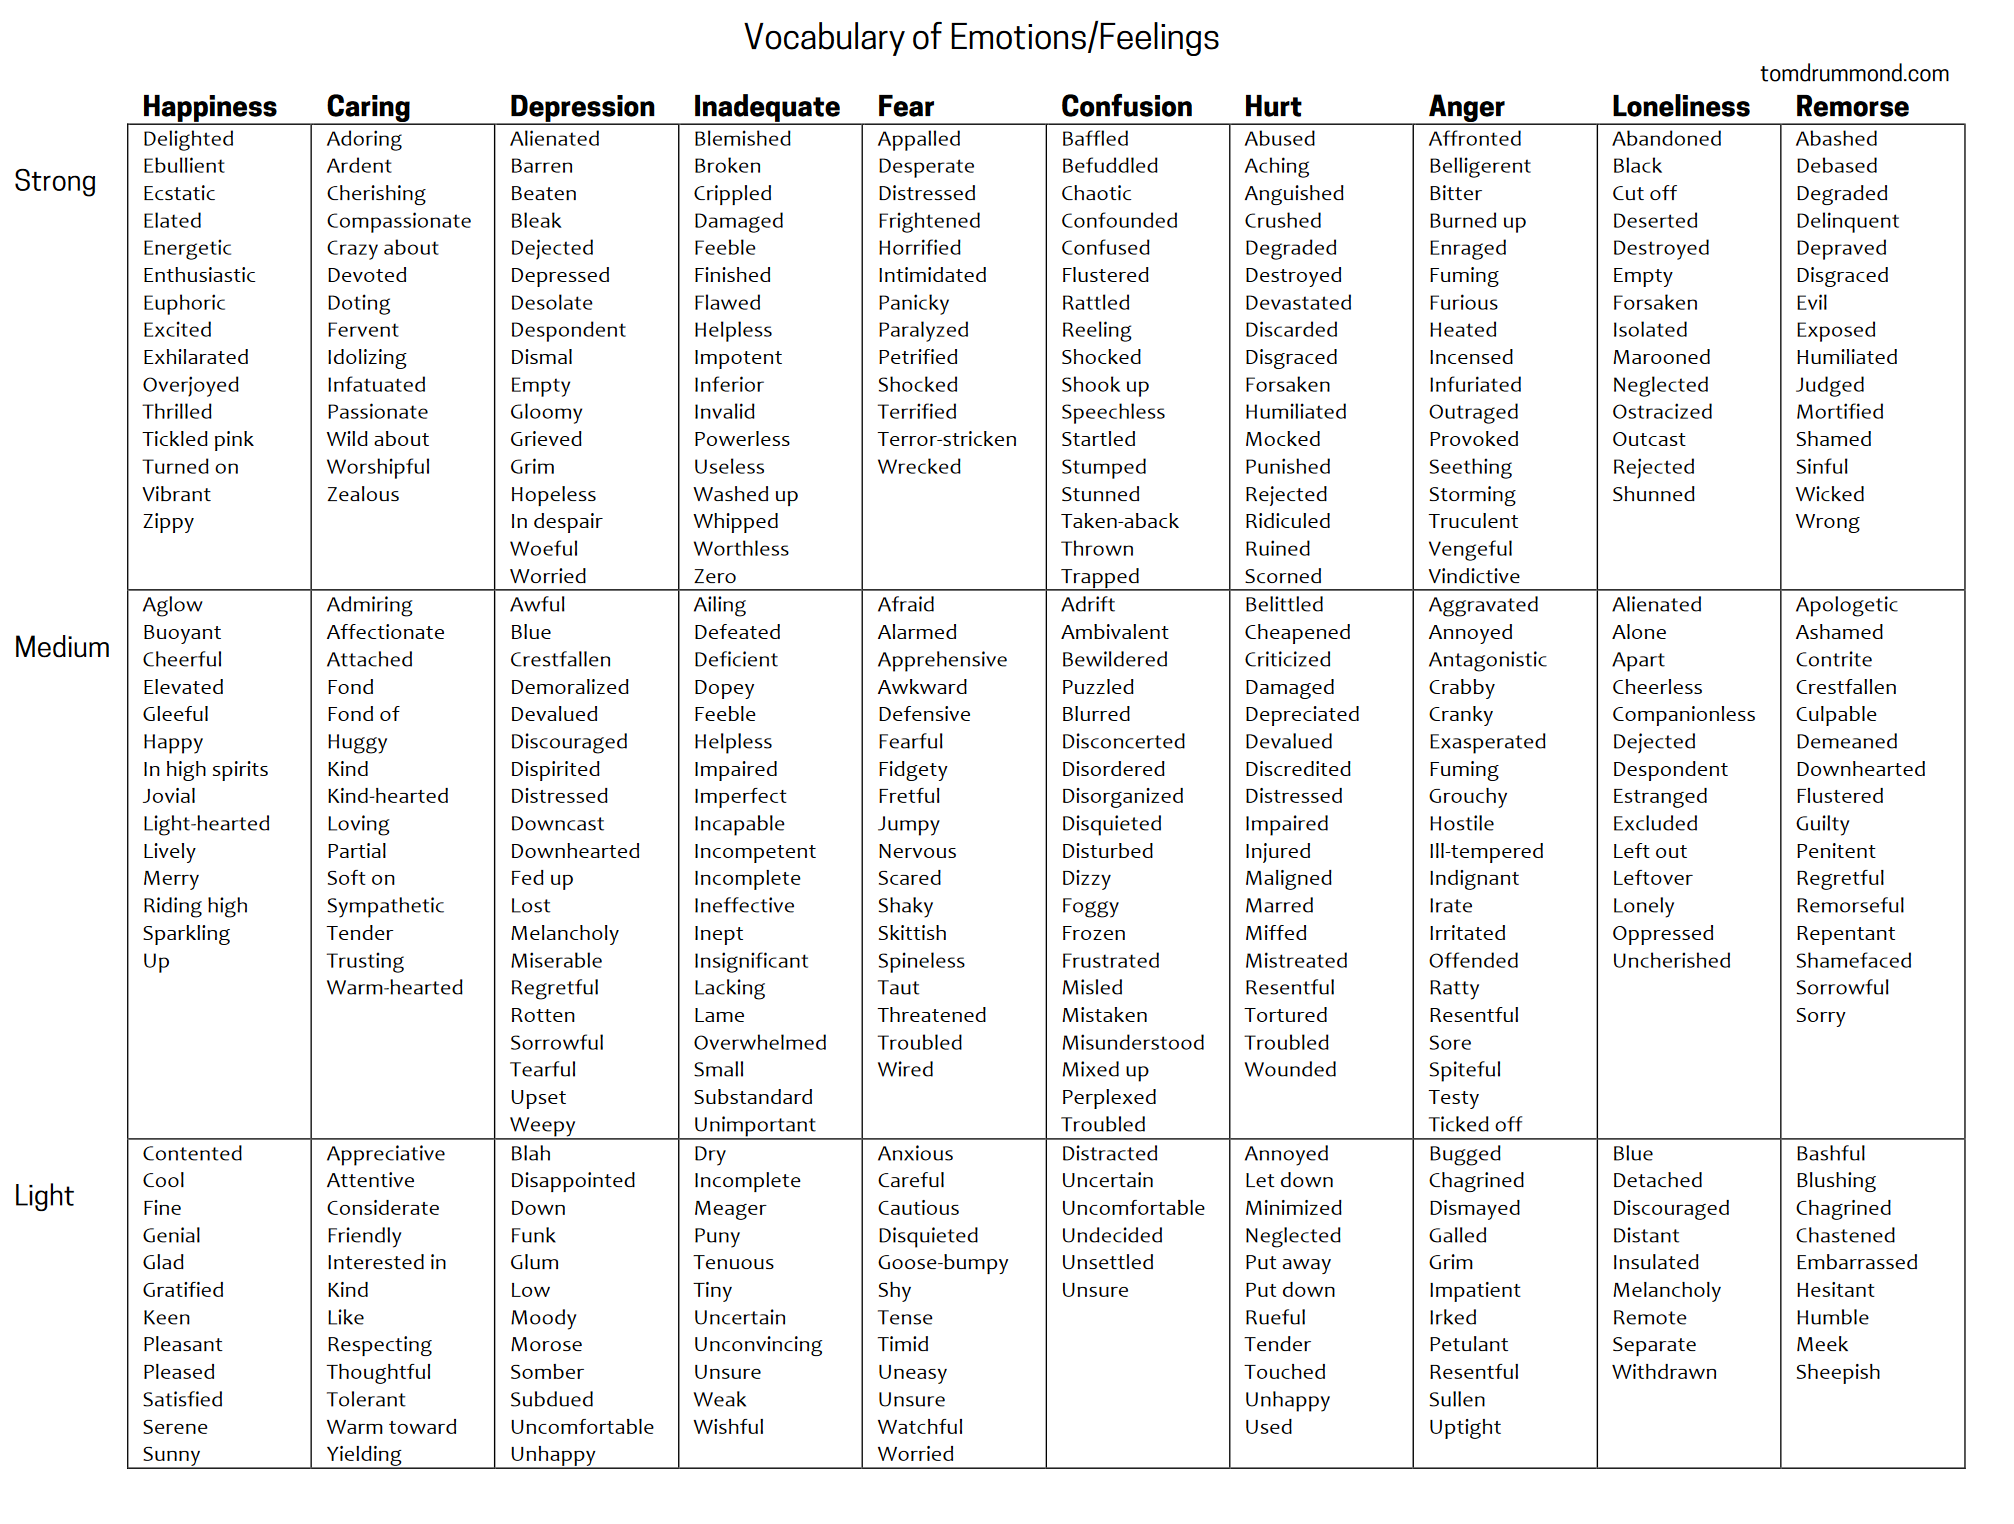 Vocabulary of Emotions/Feelings
tomdrummond.com
Happiness Caring Depression Inadequate Fear Confusion Hurt Anger Loneliness Remorse
Delighted Adoring Alienated Blemished Appalled Baffled Abused Affronted Abandoned Abashed
Ebullient Ardent Barren Broken Desperate Befuddled Aching Belligerent Black Debased
Strong
Ecstatic Cherishing Beaten Crippled Distressed Chaotic Anguished Bitter Cut off Degraded
Elated Compassionate Bleak Damaged Frightened Confounded Crushed Burned up Deserted Delinquent
Energetic Crazy about Dejected Feeble Horrified Confused Degraded Enraged Destroyed Depraved
Enthusiastic Devoted Depressed Finished Intimidated Flustered Destroyed Fuming Empty Disgraced
Euphoric Doting Desolate Flawed Panicky Rattled Devastated Furious Forsaken Evil
Excited Fervent Despondent Helpless Paralyzed Reeling Discarded Heated Isolated Exposed
Exhilarated Idolizing Dismal Impotent Petrified Shocked Disgraced Incensed Marooned Humiliated
Overjoyed Infatuated Empty Inferior Shocked Shook up Forsaken Infuriated Neglected Judged
Thrilled Passionate Gloomy Invalid Terrified Speechless Humiliated Outraged Ostracized Mortified
Tickled pink Wild about Grieved Powerless Terror-stricken Startled Mocked Provoked Outcast Shamed
Turned on Worshipful Grim Useless Wrecked Stumped Punished Seething Rejected Sinful
Vibrant Zealous Hopeless Washed up Stunned Rejected Storming Shunned Wicked
Zippy In despair Whipped Taken-aback Ridiculed Truculent Wrong
Woeful Worthless Thrown Ruined Vengeful
Worried Zero Trapped Scorned Vindictive
Aglow Admiring Awful Ailing Afraid Adrift Belittled Aggravated Alienated Apologetic
Buoyant Affectionate Blue Defeated Alarmed Ambivalent Cheapened Annoyed Alone Ashamed
Medium
Cheerful Attached Crestfallen Deficient Apprehensive Bewildered Criticized Antagonistic Apart Contrite
Elevated Fond Demoralized Dopey Awkward Puzzled Damaged Crabby Cheerless Crestfallen
Gleeful Fond of Devalued Feeble Defensive Blurred Depreciated Cranky Companionless Culpable
Happy Huggy Discouraged Helpless Fearful Disconcerted Devalued Exasperated Dejected Demeaned
In high spirits Kind Dispirited Impaired Fidgety Disordered Discredited Fuming Despondent Downhearted
Jovial Kind-hearted Distressed Imperfect Fretful Disorganized Distressed Grouchy Estranged Flustered
Light-hearted Loving Downcast Incapable Jumpy Disquieted Impaired Hostile Excluded Guilty
Lively Partial Downhearted Incompetent Nervous Disturbed Injured Ill-tempered Left out Penitent
Merry Soft on Fed up Incomplete Scared Dizzy Maligned Indignant Leftover Regretful
Riding high Sympathetic Lost Ineffective Shaky Foggy Marred Irate Lonely Remorseful
Sparkling Tender Melancholy Inept Skittish Frozen Miffed Irritated Oppressed Repentant
Up Trusting Miserable Insignificant Spineless Frustrated Mistreated Offended Uncherished Shamefaced
Warm-hearted Regretful Lacking Taut Misled Resentful Ratty Sorrowful
Rotten Lame Threatened Mistaken Tortured Resentful Sorry
Sorrowful Overwhelmed Troubled Misunderstood Troubled Sore
Tearful Small Wired Mixed up Wounded Spiteful
Upset Substandard Perplexed Testy
Weepy Unimportant Troubled Ticked off
Contented Appreciative Blah Dry Anxious Distracted Annoyed Bugged Blue Bashful
Cool Attentive Disappointed Incomplete Careful Uncertain Let down Chagrined Detached Blushing
Light
Fine Considerate Down Meager Cautious Uncomfortable Minimized Dismayed Discouraged Chagrined
Genial Friendly Funk Puny Disquieted Undecided Neglected Galled Distant Chastened
Glad Interested in Glum Tenuous Goose-bumpy Unsettled Put away Grim Insulated Embarrassed
Gratified Kind Low Tiny Shy Unsure Put down Impatient Melancholy Hesitant
Keen Like Moody Uncertain Tense Rueful Irked Remote Humble
Pleasant Respecting Morose Unconvincing Timid Tender Petulant Separate Meek
Pleased Thoughtful Somber Unsure Uneasy Touched Resentful Withdrawn Sheepish
Satisfied Tolerant Subdued Weak Unsure Unhappy Sullen
Serene Warm toward Uncomfortable Wishful Watchful Used Uptight
Sunny Yielding Unhappy Worried